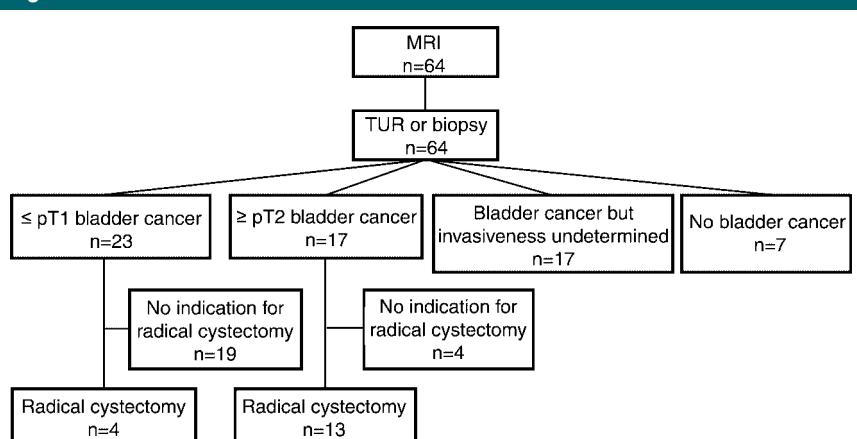 MRI
n=64
TUR or biopsy
n=64
≤ pT1 bladder cancer
n=23
≥ pT2 bladder cancer
n=17
Bladder cancer but
invasiveness undetermined
n=17
No bladder cancer
n=7
No indication for
radical cystectomy
n=19
No indication for
radical cystectomy
n=4
Radical cystectomy
n=4
Radical cystectomy
n=13